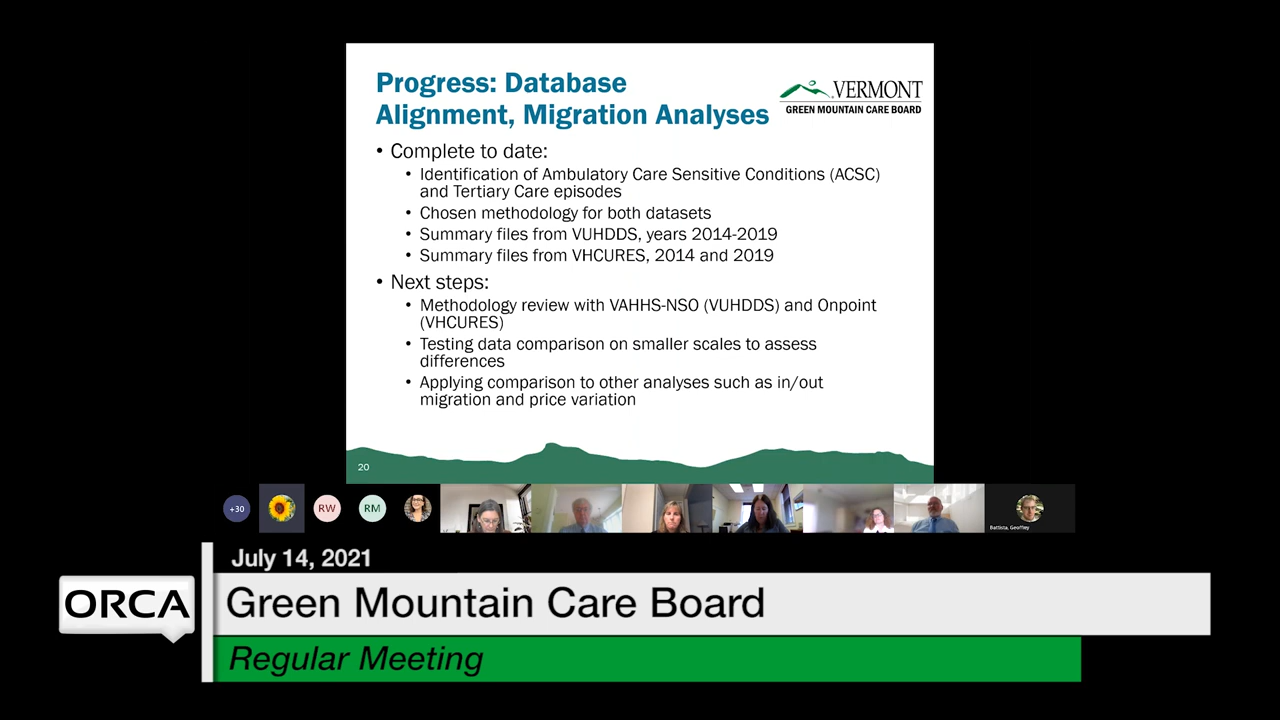 Progress: Database
Alignment, Migration Analyses
VERMONT
GREEN MOUNTAIN CARE BOARD
• Complete to date:
• Identification of Ambulatory Care Sensitive Conditions (ACSC)
and Tertiary Care episodes
• Chosen methodology for both datasets
• Summary files from VUHDDS, years 2014-2019
• Summary files from VHCURES, 2014 and 2019
• Next steps:
• Methodology review with VAHHS-NSO (VUHDDS) and Onpoint
(VHCURES)
• Testing data comparison on smaller scales to assess
differences
• Applying comparison to other analyses such as in/out
migration and price variation
20
+30
RW
RM
Battista, Geoffrey
July 14, 2021
ORCA
Green Mountain Care Board
Regular Meeting